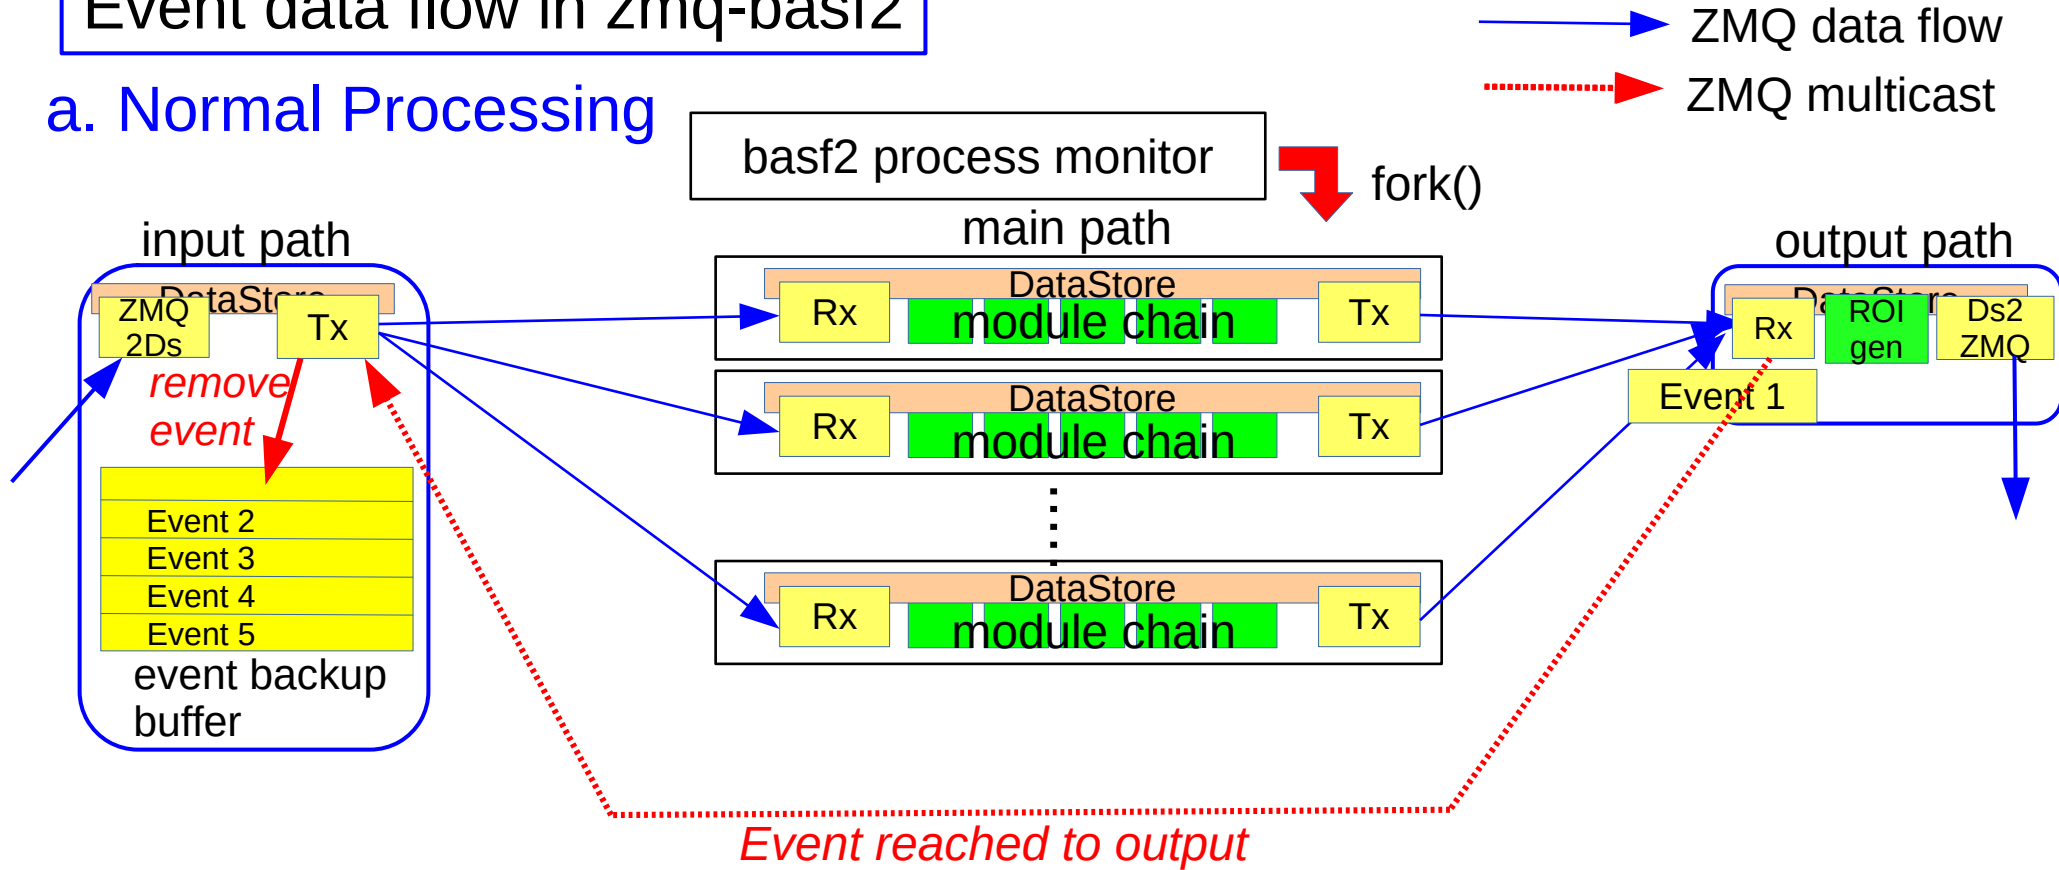 Event data flow in zmq-basf2
ZMQ data flow
ZMQ multicast
a. Normal Processing
basf2 process monitor
fork()
input path
main path
output path
DataStore
ZMQ
2Ds
Tx
remove
event
Event 2
Event 3
Event 4
Event 5
event backup
buffer
DataStore
Rx
module chain
Tx
DataStore
Rx
module chain
Tx
DataStore
Rx
module chain
Tx
DataStore
Rx
ROI
gen
Ds2
ZMQ
Event 1
Event reached to output